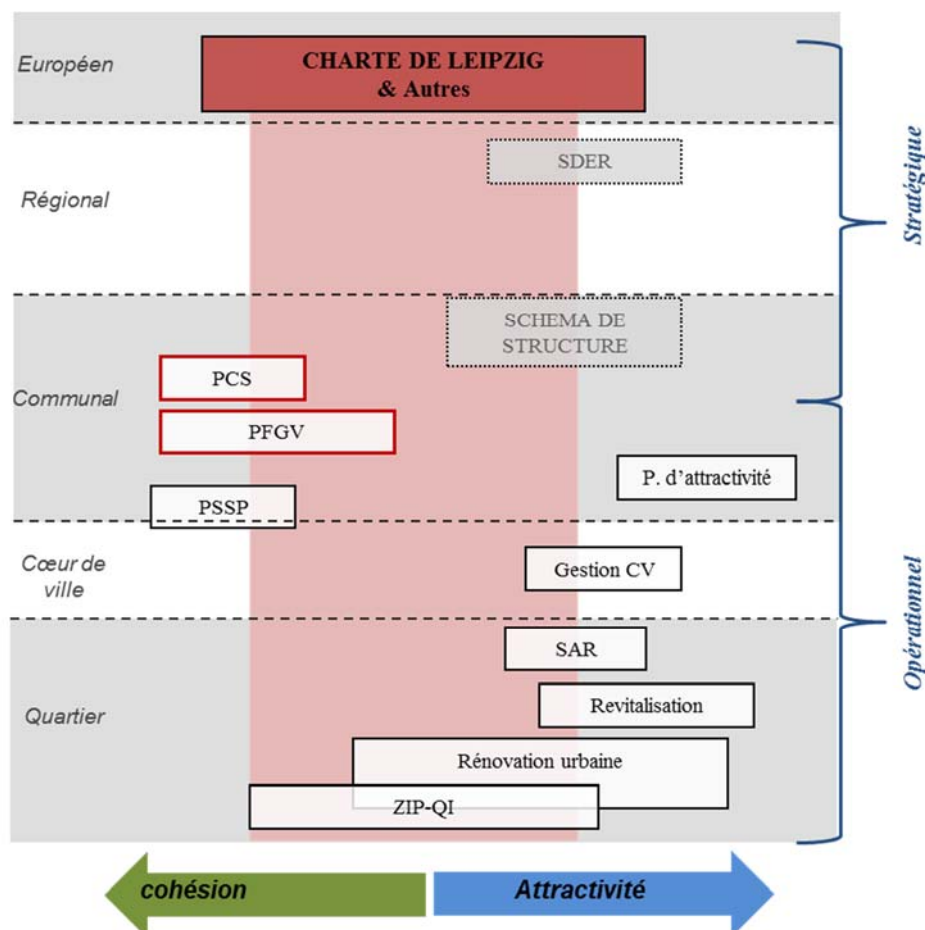 Européen
CHARTE DE LEIPZIG
& Autres
SDER
Régional
Stratégique
SCHEMA DE
STRUCTURE
PCS
Communal
PFGV
P. d'attractivité
PSSP
Cœur de
ville
Gestion CV
Opérationnel
SAR
Revitalisation
Quartier
Rénovation urbaine
ZIP-QI
cohésion
Attractivité